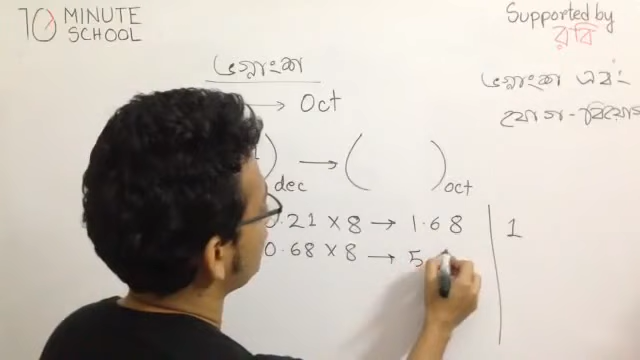 10 MINUTE
SCHOOL
Supported by
রবি
ভগ্নাংশ
ভগ্নাংশ এবং
যোগ-বিয়োগ
→ Oct
)dec → ( )oct
0.21 × 8 → 1.68 | 1
0.68 × 8 → 5